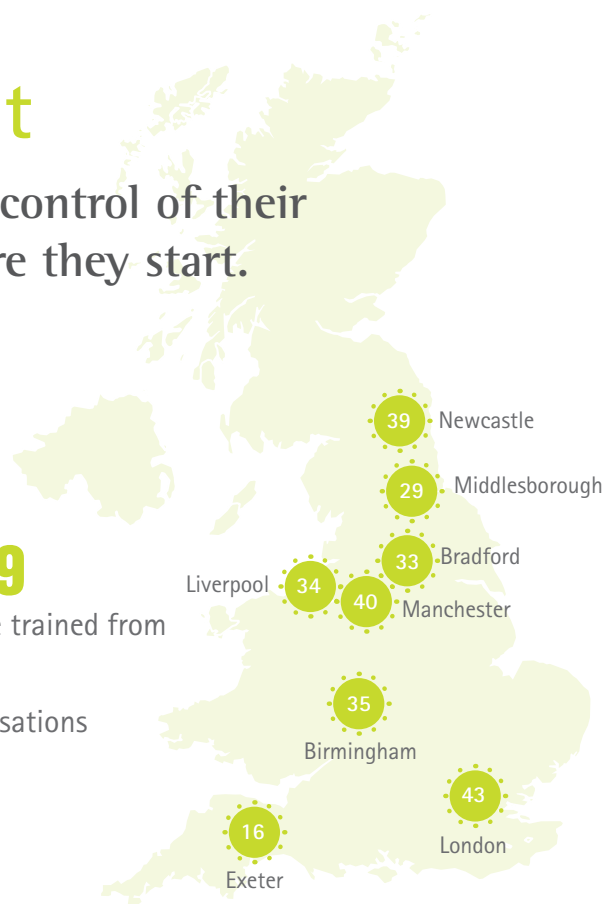 t
control of their
re they start.
39 Newcastle
29 Middlesborough
9
33 Bradford
Liverpool 34
40 Manchester
e trained from
sations
35
Birmingham
43
London
16
Exeter